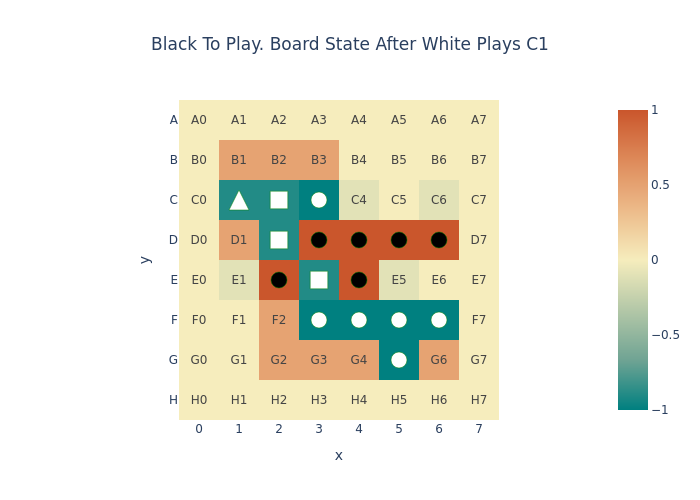 Black To Play. Board State After White Plays C1
A A0 A1 A2 A3 A4 A5 A6 A7
B B0 B1 B2 B3 B4 B5 B6 B7
C C0 C4 C5 C6 C7
D D0 D1 D7
E E0 E1 E5 E6 E7
F F0 F1 F2 F7
G G0 G1 G2 G3 G4 G6 G7
H H0 H1 H2 H3 H4 H5 H6 H7
0 1 2 3 4 5 6 7
x
y
1
0.5
0
−0.5
−1